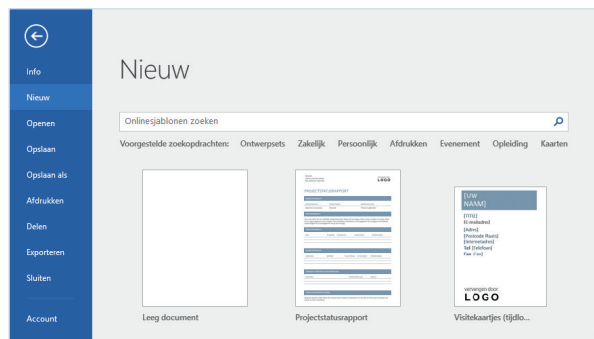 Info
Nieuw
Openen
Opslaan
Opslaan als
Afdrukken
Delen
Exporteren
Sluiten
Account
Nieuw
Onlinesjablonen zoeken
Voorgestelde zoekopdrachten: Ontwerpsets Zakelijk Persoonlijk Afdrukken Evenement Opleiding Kaarten
LOGO
PROJECTSTATUSRAPPORT
[UW
NAAM]
[TITEL]
[E-mailadres]
[Adres]
[Postcode Plaats]
[Internetadres]
Tel [Telefoon]
Fax [Fax]
vervangen door
LOGO
Leeg document
Projectstatusrapport
Visitekaartjes (tijdlo...